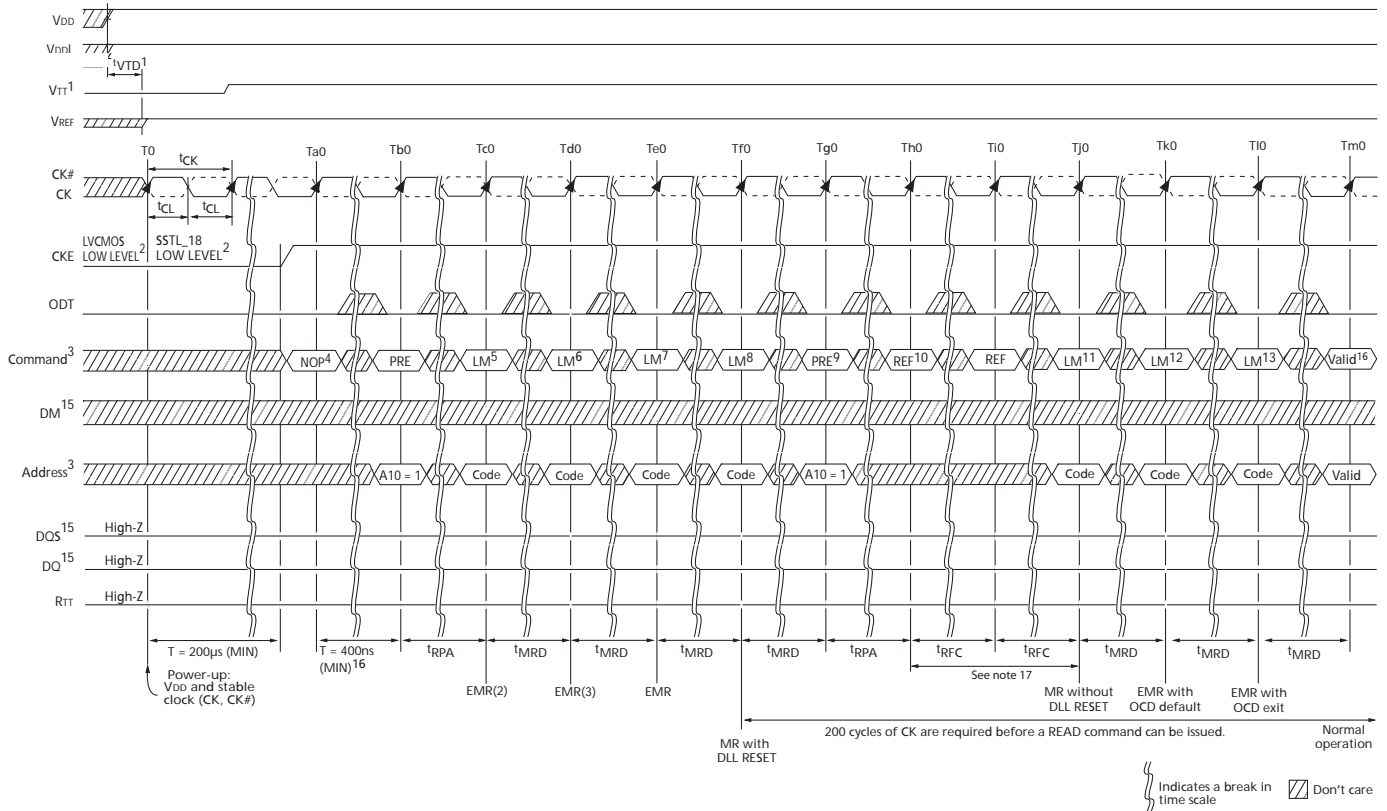 VDD
VDDL
tVTD1
VTT1
VREF
T0 Ta0 Tb0 Tc0 Td0 Te0 Tf0 Tg0 Th0 Ti0 Tj0 Tk0 Tl0 Tm0
tCK
CK#
CK
tCL tCL
CKE
LVCMOS
LOW LEVEL2
SSTL_18
LOW LEVEL2
ODT
Command3 NOP4 PRE LM5 LM6 LM7 LM8 PRE9 REF10 REF LM11 LM12 LM13 Valid16
DM15
Address3 A10 = 1 Code Code Code Code A10 = 1 Code Code Code Valid
DQS15 High-Z
DQ15 High-Z
RTT High-Z
T = 200µs (MIN)
T = 400ns
(MIN)16
tRPA tMRD tMRD tMRD tMRD tRPA tRFC tRFC tMRD tMRD tMRD
See note 17
Power-up:
VDD and stable
clock (CK, CK#)
EMR(2) EMR(3) EMR
MR without
DLL RESET
EMR with
OCD default
EMR with
OCD exit
MR with
DLL RESET
200 cycles of CK are required before a READ command can be issued.
Normal
operation
Indicates a break in
time scale
Don't care